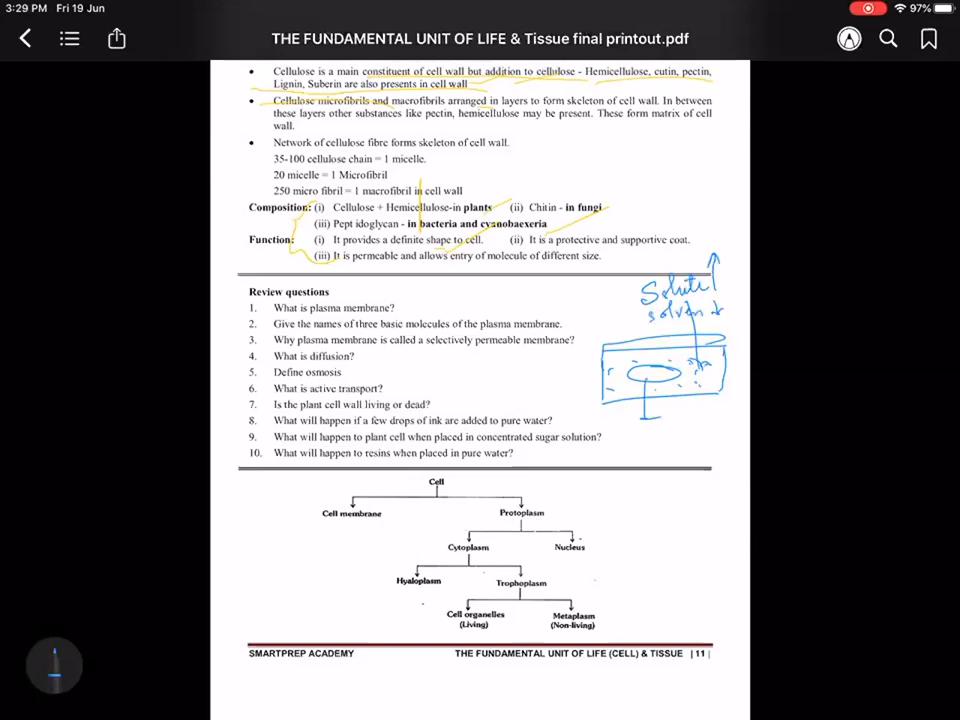 3:29 PM Fri 19 Jun 97%
THE FUNDAMENTAL UNIT OF LIFE & Tissue final printout.pdf
• Cellulose is a main constituent of cell wall but addition to cellulose - Hemicellulose, cutin, pectin,
Lignin, Suberin are also presents in cell wall
• Cellulose microfibrils and macrofibrils arranged in layers to form skeleton of cell wall. In between
these layers other substances like pectin, hemicellulose may be present. These form matrix of cell
wall.
• Network of cellulose fibre forms skeleton of cell wall.
35-100 cellulose chain = 1 micelle.
20 micelle = 1 Microfibril
250 micro fibril = 1 macrofibril in cell wall
Composition: (i) Cellulose + Hemicellulose-in plants (ii) Chitin - in fungi
(iii) Pept idoglycan - in bacteria and cyanobaexeria
Function: (i) It provides a definite shape to cell. (ii) It is a protective and supportive coat.
(iii) It is permeable and allows entry of molecule of different size.
Solute
solven
Review questions
1. What is plasma membrane?
2. Give the names of three basic molecules of the plasma membrane.
3. Why plasma membrane is called a selectively permeable membrane?
4. What is diffusion?
5. Define osmosis
6. What is active transport?
7. Is the plant cell wall living or dead?
8. What will happen if a few drops of ink are added to pure water?
9. What will happen to plant cell when placed in concentrated sugar solution?
10. What will happen to resins when placed in pure water?
Cell
Cell membrane Protoplasm
Cytoplasm Nucleus
Hyaloplasm Trophoplasm
Cell organelles Metaplasm
(Living) (Non-living)
SMARTPREP ACADEMY THE FUNDAMENTAL UNIT OF LIFE (CELL) & TISSUE | 11 |